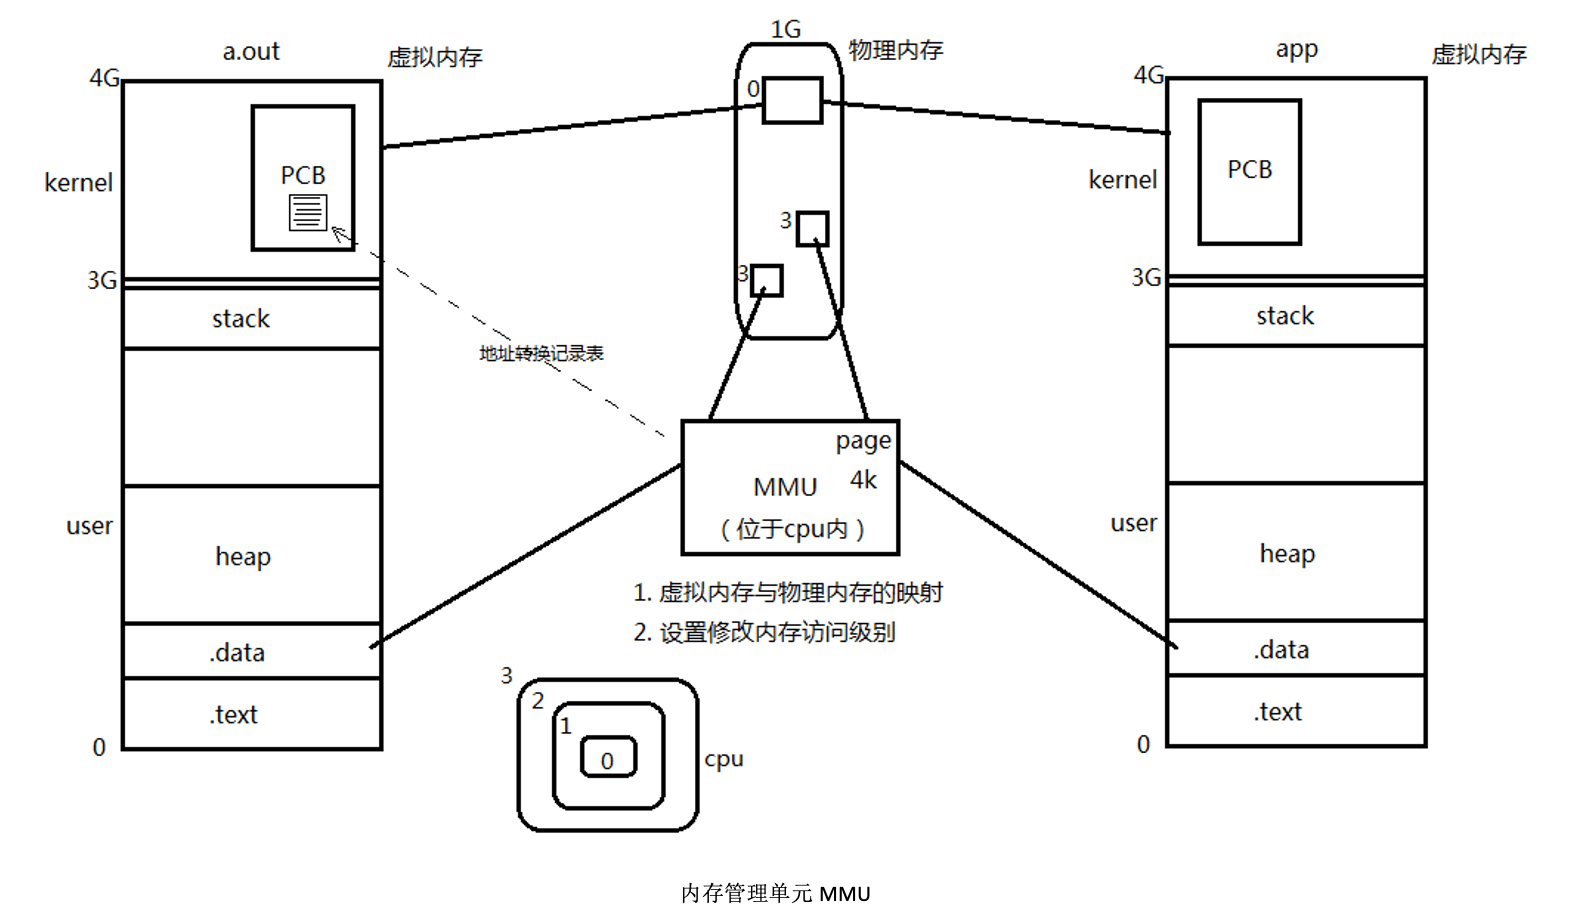 1G
a.out
虚拟内存
物理内存
app
虚拟内存
4G
0
4G
PCB
PCB
kernel
kernel
3
3G
3
3G
stack
stack
地址转换记录表
page
4k
MMU
（位于cpu内）
user
user
heap
heap
1. 虚拟内存与物理内存的映射
2. 设置修改内存访问级别
.data
.data
3
2
1
0
cpu
.text
.text
0
0
内存管理单元 MMU